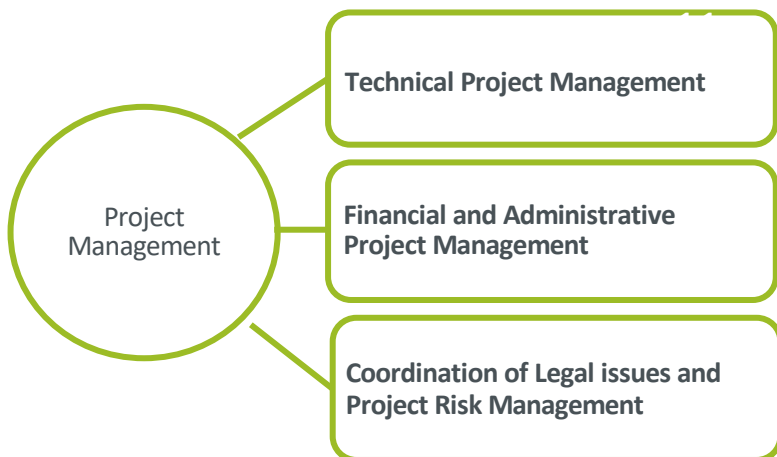 Technical Project Management
Project
Management
Financial and Administrative
Project Management
Coordination of Legal issues and
Project Risk Management